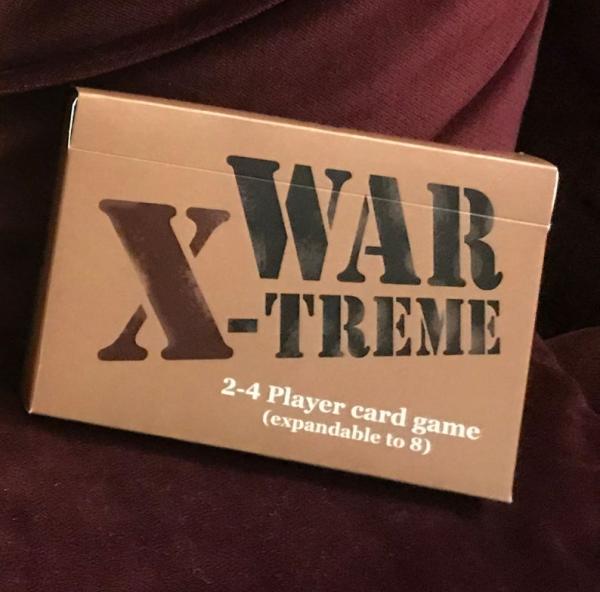 WAR
X-TREME
2-4 Player card game
(expandable to 8)